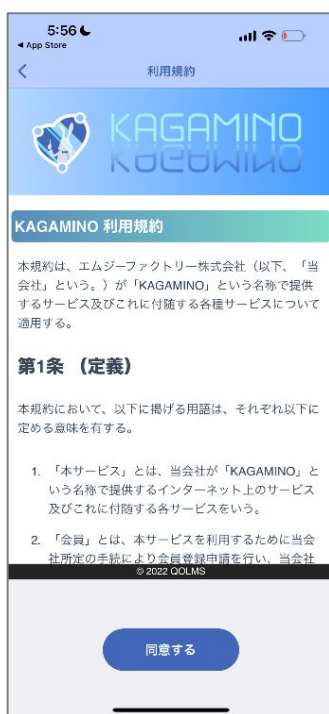 5:56
◀ App Store
利用規約
KAGAMINO
KAGAMINO 利用規約
本規約は、エムジーファクトリー株式会社（以下、「当
会社」という。）が「KAGAMINO」という名称で提供
するサービス及びこれに付随する各種サービスについて
適用する。
第1条 （定義）
本規約において、以下に掲げる用語は、それぞれ以下に
定める意味を有する。
1. 「本サービス」とは、当会社が「KAGAMINO」と
いう名称で提供するインターネット上のサービス
及びこれに付随する各サービスをいう。
2. 「会員」とは、本サービスを利用するために当会
社所定の手続により会員登録申請を行い、当会社
© 2022 QOLMS
同意する